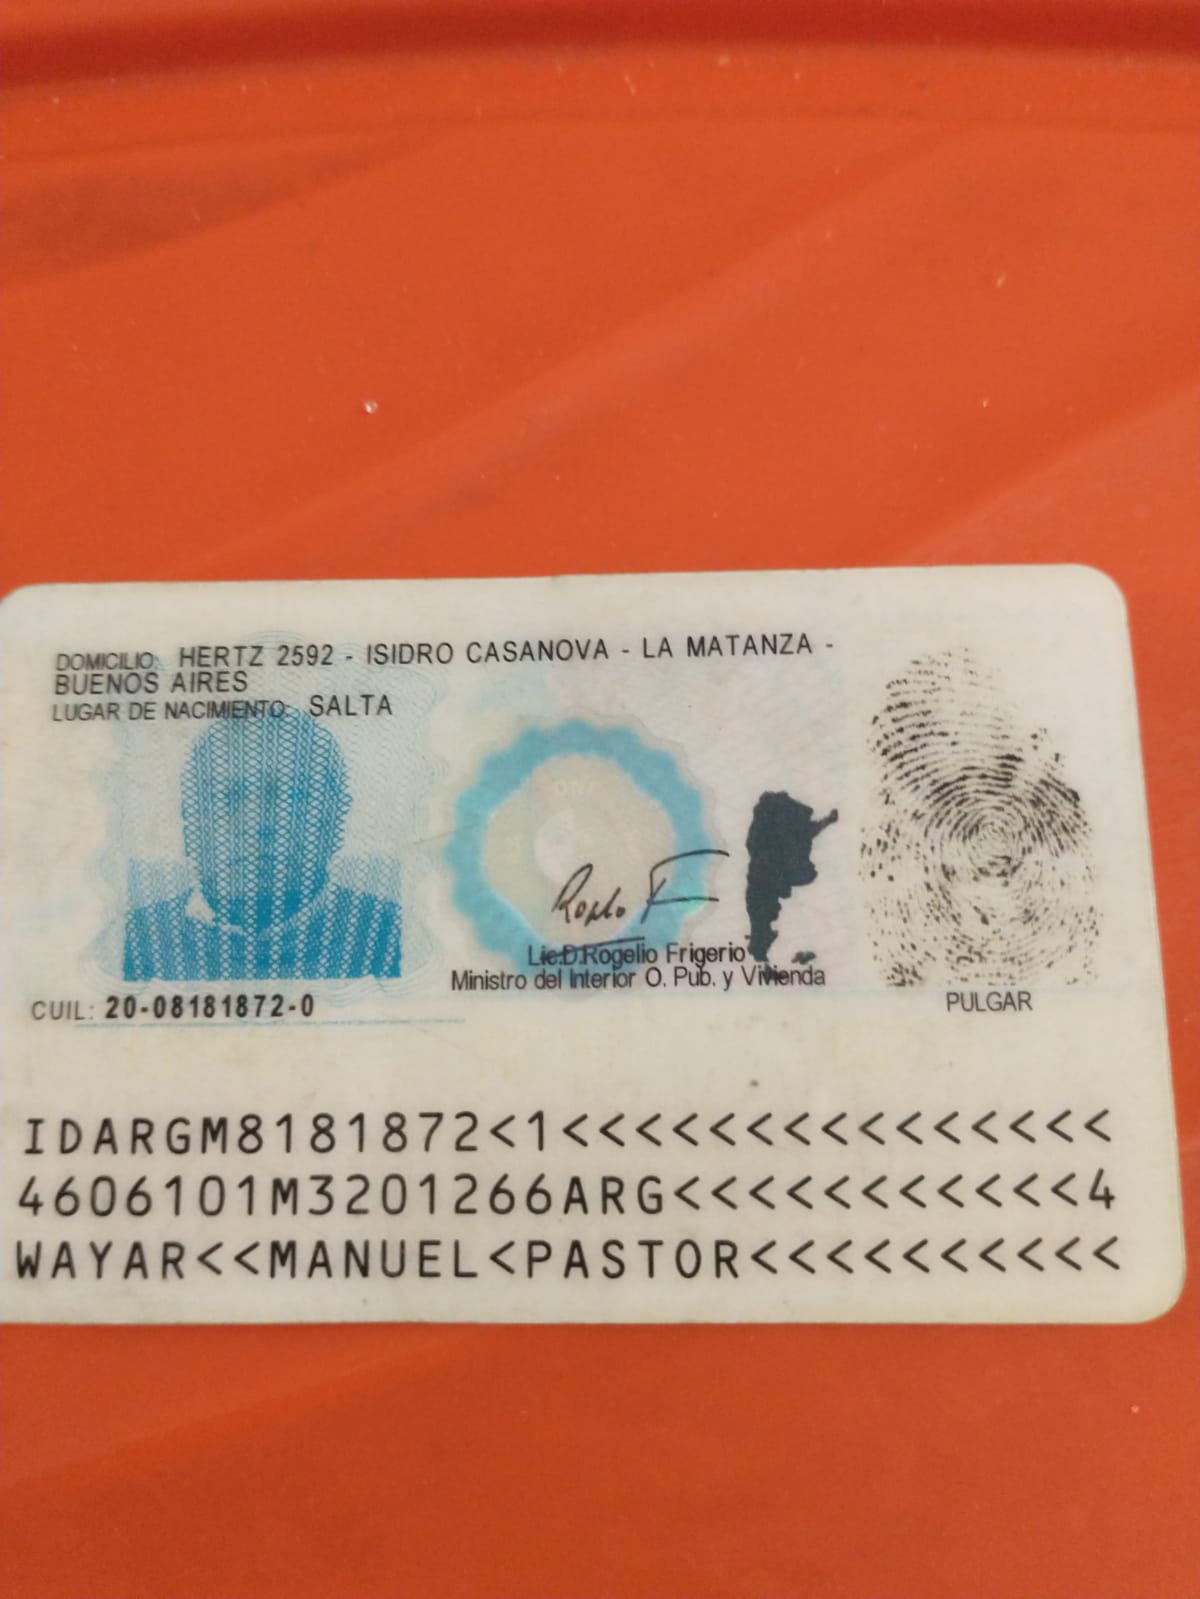 DOMICILIO: HERTZ 2592 - ISIDRO CASANOVA - LA MATANZA -
BUENOS AIRES
LUGAR DE NACIMIENTO: SALTA
DNI
Lic.D.Rogelio Frigerio
Ministro del Interior O. Pub. y Vivienda
CUIL: 20-08181872-0
PULGAR
IDARGM8181872<1<<<<<<<<<<<<<<<
4606101M3201266ARG<<<<<<<<<<<4
WAYAR<<MANUEL<PASTOR<<<<<<<<<<